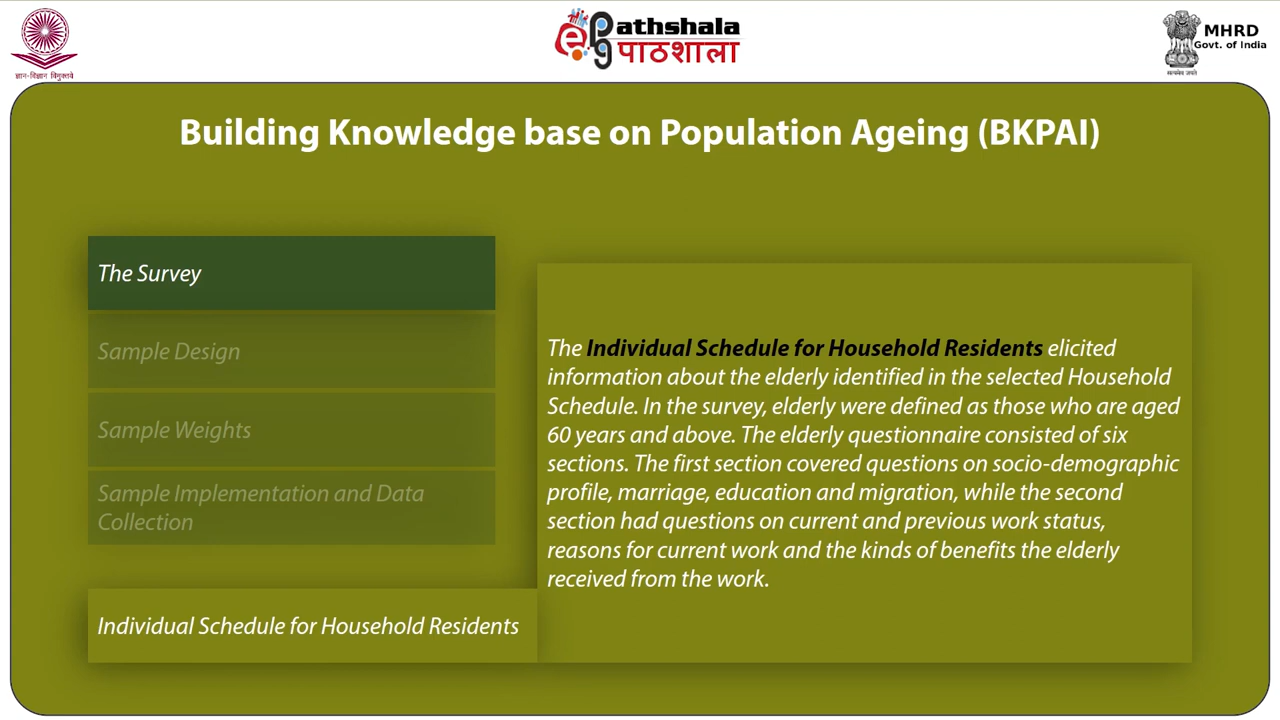 ज्ञान-विज्ञान विमुक्तये
ePathshala
पाठशाला
MHRD
Govt. of India
सत्यमेव जयते
Building Knowledge base on Population Ageing (BKPAI)
The Survey
Sample Design
Sample Weights
Sample Implementation and Data
Collection
Individual Schedule for Household Residents
The Individual Schedule for Household Residents elicited
information about the elderly identified in the selected Household
Schedule. In the survey, elderly were defined as those who are aged
60 years and above. The elderly questionnaire consisted of six
sections. The first section covered questions on socio-demographic
profile, marriage, education and migration, while the second
section had questions on current and previous work status,
reasons for current work and the kinds of benefits the elderly
received from the work.